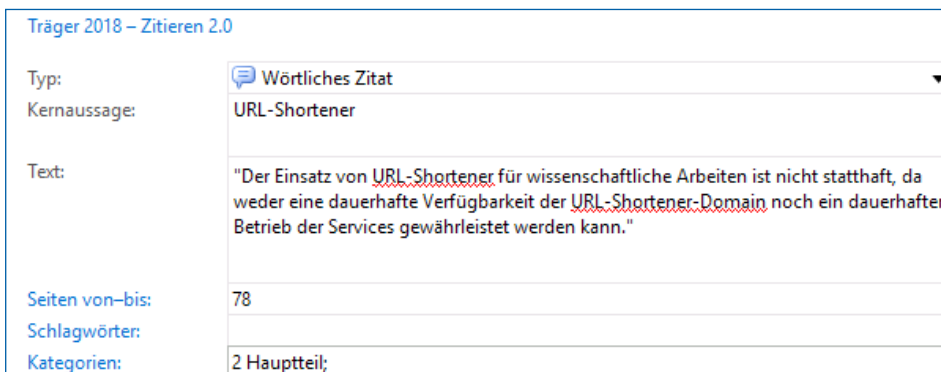 Träger 2018 – Zitieren 2.0
Typ: Wörtliches Zitat
Kernaussage: URL-Shortener
Text: "Der Einsatz von URL-Shortener für wissenschaftliche Arbeiten ist nicht statthaft, da
weder eine dauerhafte Verfügbarkeit der URL-Shortener-Domain noch ein dauerhafter
Betrieb der Services gewährleistet werden kann."
Seiten von–bis: 78
Schlagwörter:
Kategorien: 2 Hauptteil;